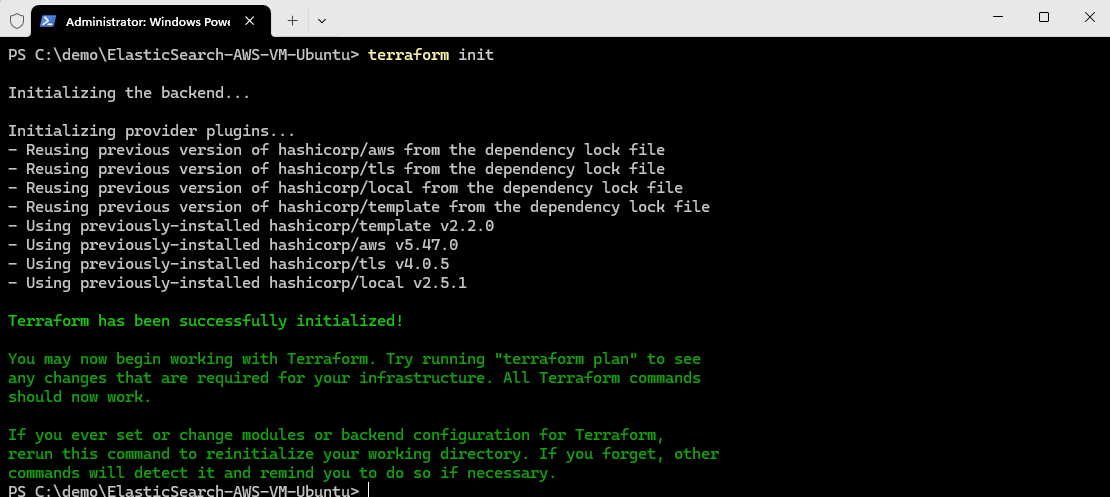 Administrator: Windows Powe
PS C:\demo\ElasticSearch-AWS-VM-Ubuntu> terraform init
Initializing the backend...
Initializing provider plugins...
- Reusing previous version of hashicorp/aws from the dependency lock file
- Reusing previous version of hashicorp/tls from the dependency lock file
- Reusing previous version of hashicorp/local from the dependency lock file
- Reusing previous version of hashicorp/template from the dependency lock file
- Using previously-installed hashicorp/template v2.2.0
- Using previously-installed hashicorp/aws v5.47.0
- Using previously-installed hashicorp/tls v4.0.5
- Using previously-installed hashicorp/local v2.5.1
Terraform has been successfully initialized!
You may now begin working with Terraform. Try running "terraform plan" to see
any changes that are required for your infrastructure. All Terraform commands
should now work.
If you ever set or change modules or backend configuration for Terraform,
rerun this command to reinitialize your working directory. If you forget, other
commands will detect it and remind you to do so if necessary.
PS C:\demo\ElasticSearch-AWS-VM-Ubuntu>